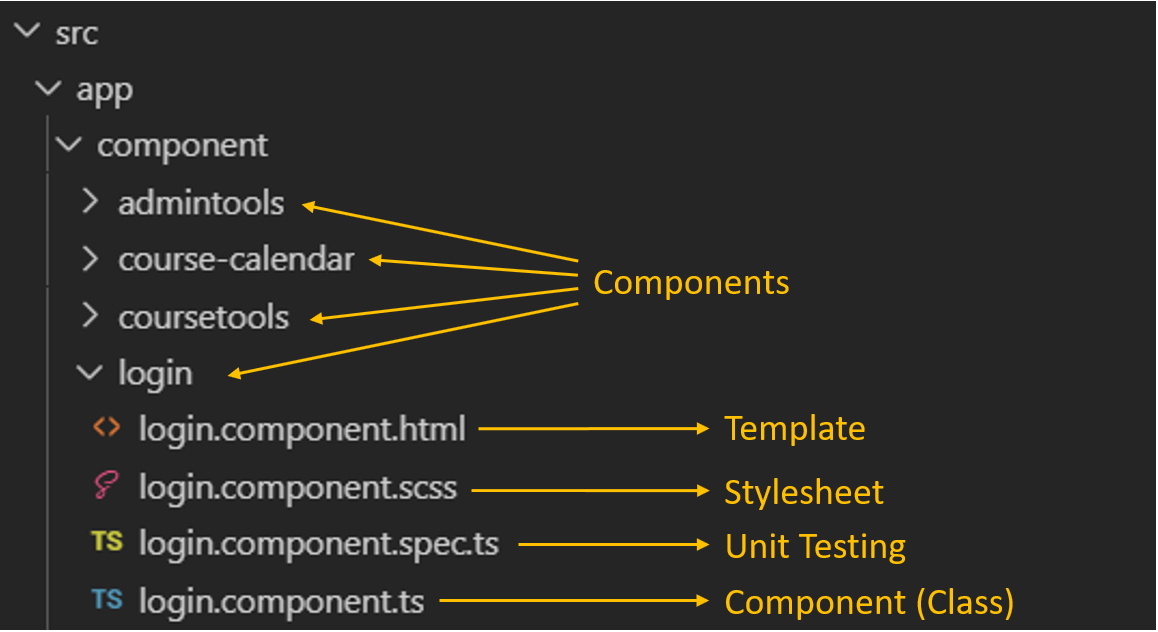 src
app
component
admintools
course-calendar
Components
coursetools
login
login.component.html Template
login.component.scss Stylesheet
TS login.component.spec.ts Unit Testing
TS login.component.ts Component (Class)